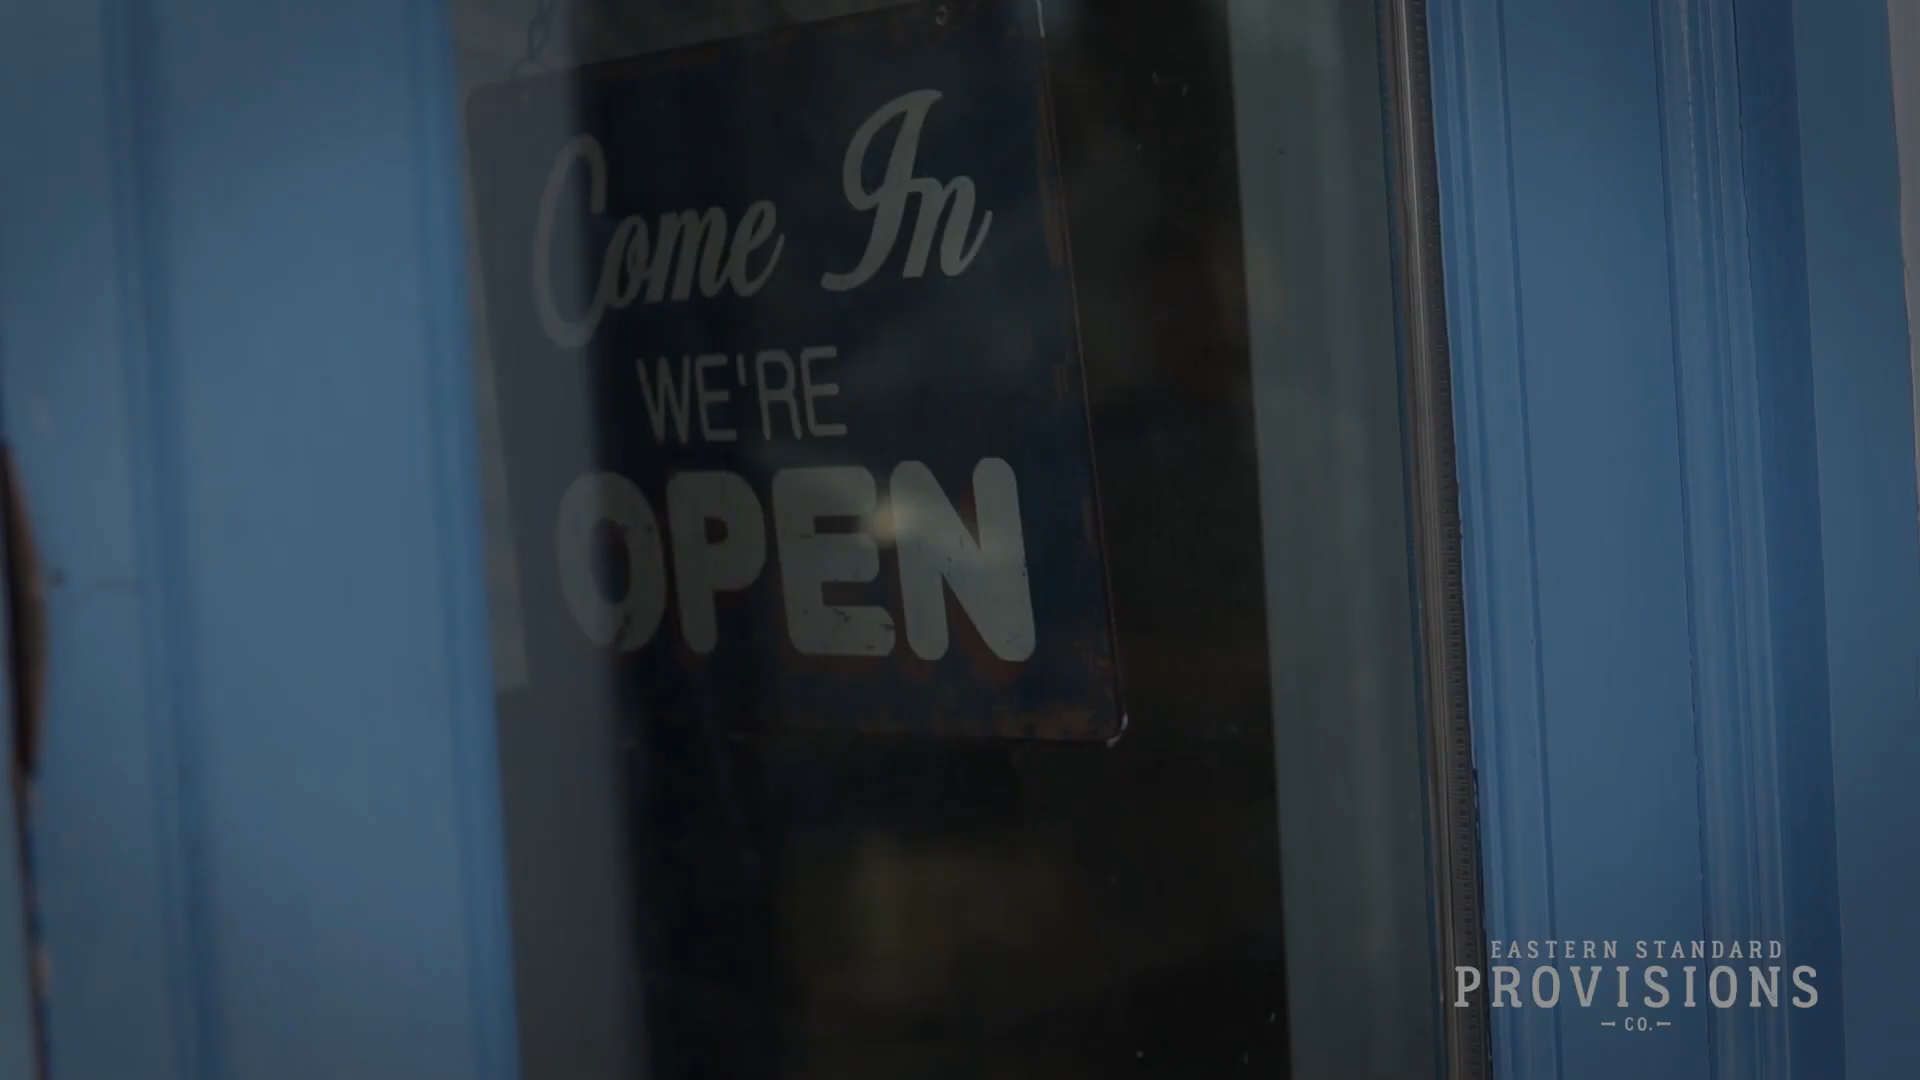 Come In
WE'RE
OPEN
EASTERN STANDARD
PROVISIONS
CO.